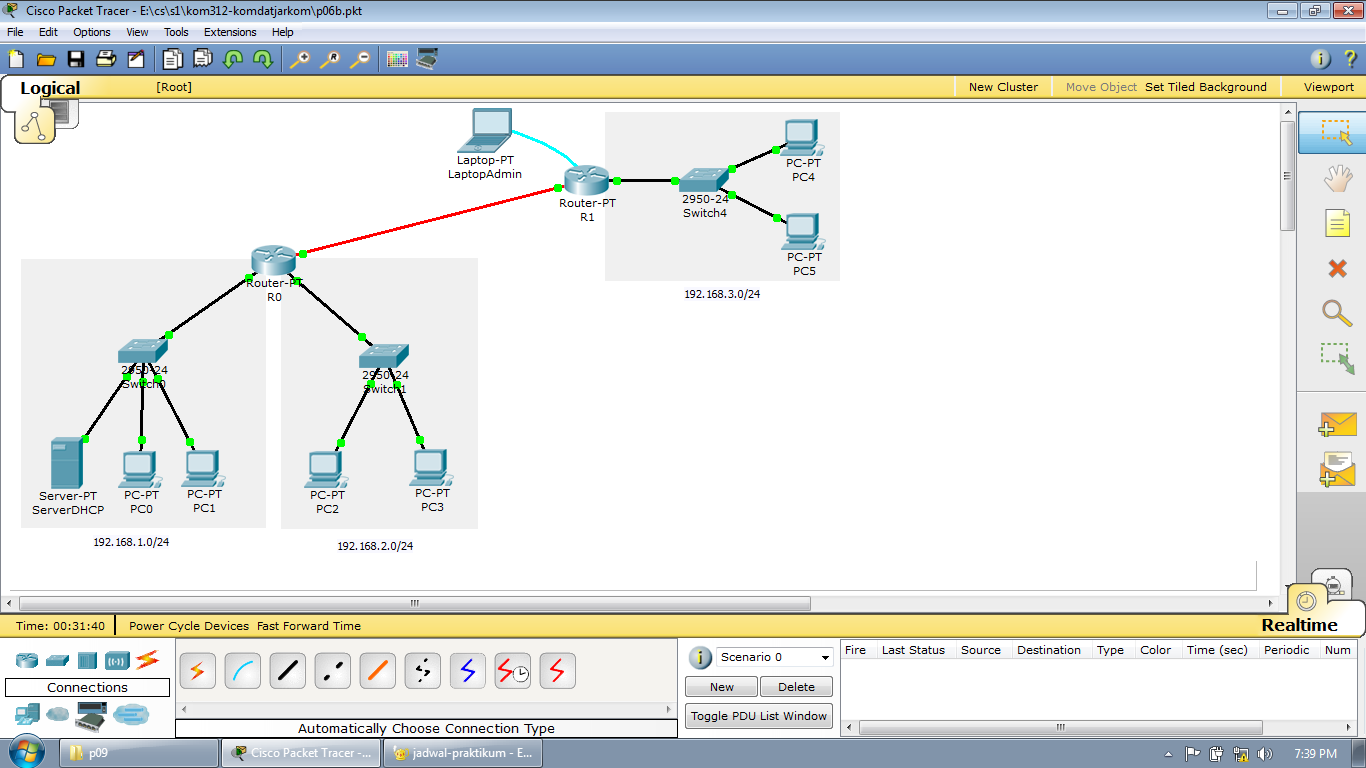 Cisco Packet Tracer - E:\cs\s1\kom312-komdatjarkom\p06b.pkt
File Edit Options View Tools Extensions Help
Logical [Root] New Cluster Move Object Set Tiled Background Viewport
Laptop-PT
LaptopAdmin
Router-PT
R1
2950-24
Switch4
PC-PT
PC4
PC-PT
PC5
192.168.3.0/24
Router-PT
R0
2950-24
Switch0
2950-24
Switch1
Server-PT
ServerDHCP
PC-PT
PC0
PC-PT
PC1
PC-PT
PC2
PC-PT
PC3
192.168.1.0/24
192.168.2.0/24
Time: 00:31:40 Power Cycle Devices Fast Forward Time
Realtime
Connections
Automatically Choose Connection Type
Scenario 0
New Delete
Toggle PDU List Window
Fire Last Status Source Destination Type Color Time (sec) Periodic Num
p09
Cisco Packet Tracer -...
jadwal-praktikum - E...
7:39 PM